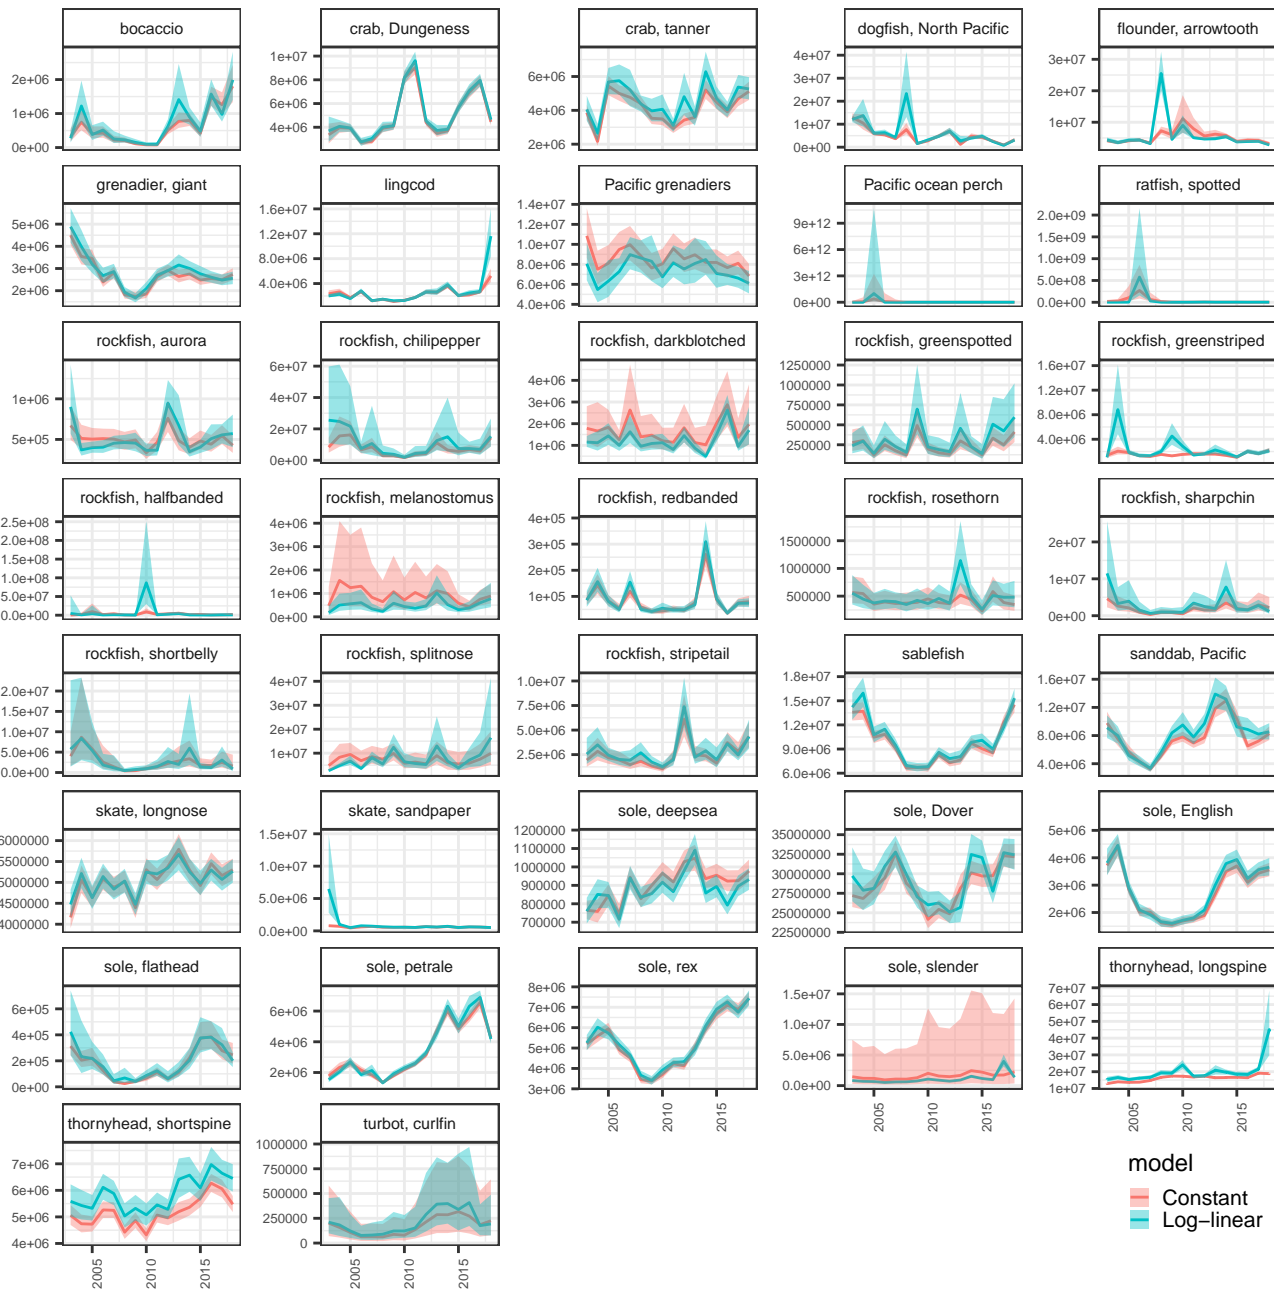 bocaccio
crab, Dungeness
crab, tanner
dogfish, North Pacific
flounder, arrowtooth
2e+06
1e+06
0e+00
1e+07
8e+06
6e+06
4e+06
6e+06
4e+06
2e+06
4e+07
3e+07
2e+07
1e+07
0e+00
3e+07
2e+07
1e+07
grenadier, giant
lingcod
Pacific grenadiers
Pacific ocean perch
ratfish, spotted
5e+06
4e+06
3e+06
2e+06
1.6e+07
1.2e+07
8.0e+06
4.0e+06
1.4e+07
1.2e+07
1.0e+07
8.0e+06
6.0e+06
4.0e+06
9e+12
6e+12
3e+12
0e+00
2.0e+09
1.5e+09
1.0e+09
5.0e+08
0.0e+00
rockfish, aurora
rockfish, chilipepper
rockfish, darkblotched
rockfish, greenspotted
rockfish, greenstriped
1e+06
5e+05
6e+07
4e+07
2e+07
0e+00
4e+06
3e+06
2e+06
1e+06
1250000
1000000
750000
500000
250000
1.6e+07
1.2e+07
8.0e+06
4.0e+06
rockfish, halfbanded
rockfish, melanostomus
rockfish, redbanded
rockfish, rosethorn
rockfish, sharpchin
2.5e+08
2.0e+08
1.5e+08
1.0e+08
5.0e+07
0.0e+00
4e+06
3e+06
2e+06
1e+06
0e+00
4e+05
3e+05
2e+05
1e+05
1500000
1000000
500000
2e+07
1e+07
0e+00
rockfish, shortbelly
rockfish, splitnose
rockfish, stripetail
sablefish
sanddab, Pacific
2.0e+07
1.5e+07
1.0e+07
5.0e+06
0.0e+00
4e+07
3e+07
2e+07
1e+07
1.0e+07
7.5e+06
5.0e+06
2.5e+06
1.8e+07
1.5e+07
1.2e+07
9.0e+06
6.0e+06
1.6e+07
1.2e+07
8.0e+06
4.0e+06
skate, longnose
skate, sandpaper
sole, deepsea
sole, Dover
sole, English
6000000
5500000
5000000
4500000
4000000
1.5e+07
1.0e+07
5.0e+06
0.0e+00
1200000
1100000
1000000
900000
800000
700000
35000000
32500000
30000000
27500000
25000000
22500000
5e+06
4e+06
3e+06
2e+06
sole, flathead
sole, petrale
sole, rex
sole, slender
thornyhead, longspine
6e+05
4e+05
2e+05
0e+00
6e+06
4e+06
2e+06
8e+06
7e+06
6e+06
5e+06
4e+06
3e+06
1.5e+07
1.0e+07
5.0e+06
0.0e+00
7e+07
6e+07
5e+07
4e+07
3e+07
2e+07
1e+07
2005
2010
2015
2005
2010
2015
2005
2010
2015
thornyhead, shortspine
turbot, curlfin
7e+06
6e+06
5e+06
4e+06
1000000
750000
500000
250000
0
2005
2010
2015
2005
2010
2015
model
Constant
Log−linear